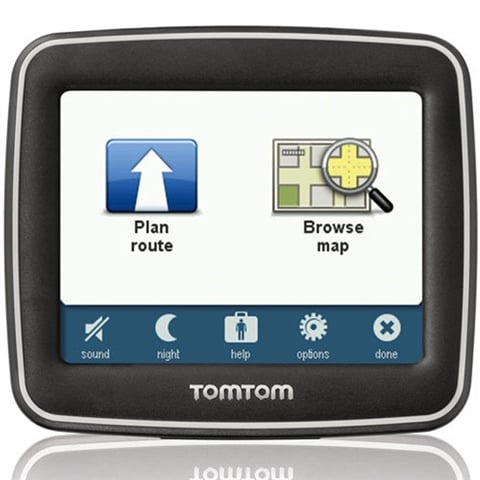 Plan
route
Browse
map
sound
night
help
options
done
TOMTOM